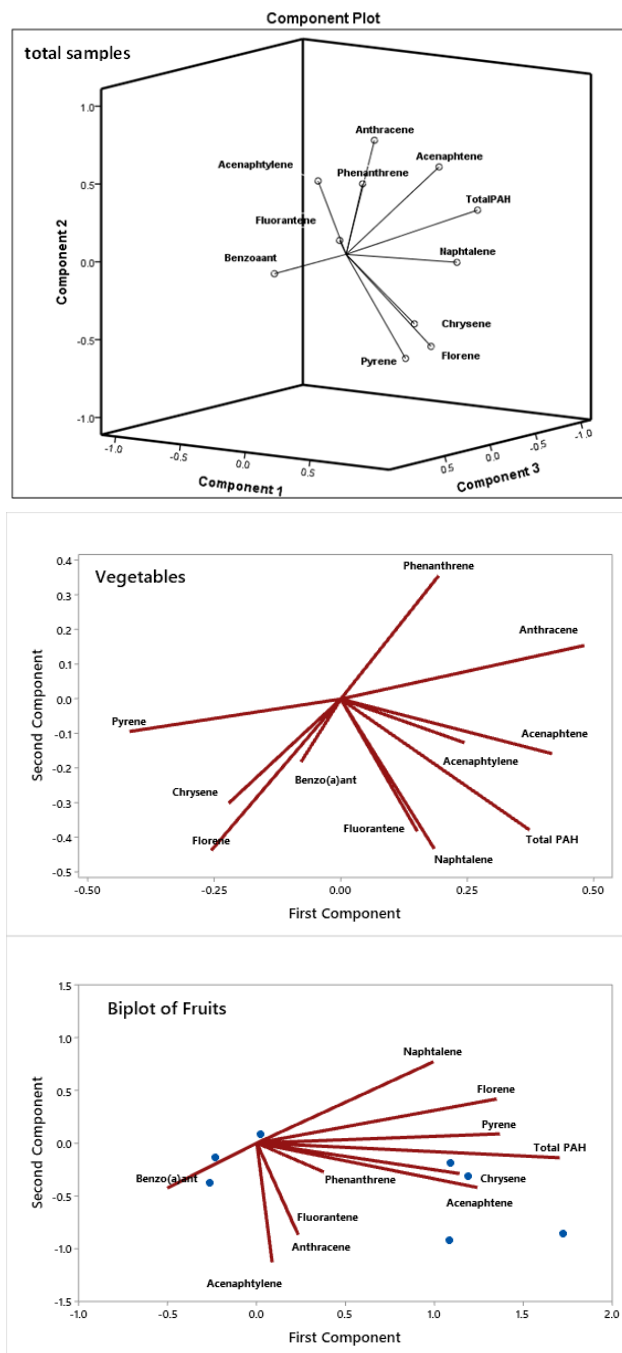 Component Plot
total samples
1.0
Anthracene
Acenaphtylene
Phenanthrene
Acenaphtene
0.5
TotalPAH
Fluorantene
Naphtalene
Benzoaant
Component 2
0.0
Chrysene
-0.5
Florene
Pyrene
-1.0
-1.0
-0.5
0.0
0.5
Component 1
0.5
0.0
-0.5
-1.0
Component 3
Vegetables
0.4
0.3
0.2
0.1
0.0
-0.1
-0.2
-0.3
-0.4
-0.5
Second Component
Phenanthrene
Anthracene
Pyrene
Acenaphtene
Acenaphtylene
Benzo(a)ant
Chrysene
Fluorantene
Florene
Total PAH
Naphtalene
-0.50
-0.25
0.00
0.25
0.50
First Component
Biplot of Fruits
1.5
1.0
0.5
0.0
-0.5
-1.0
-1.5
Second Component
Naphtalene
Florene
Pyrene
Total PAH
Benzo(a)ant
Phenanthrene
Chrysene
Acenaphtene
Fluorantene
Anthracene
Acenaphtylene
-1.0
-0.5
0.0
0.5
1.0
1.5
2.0
First Component